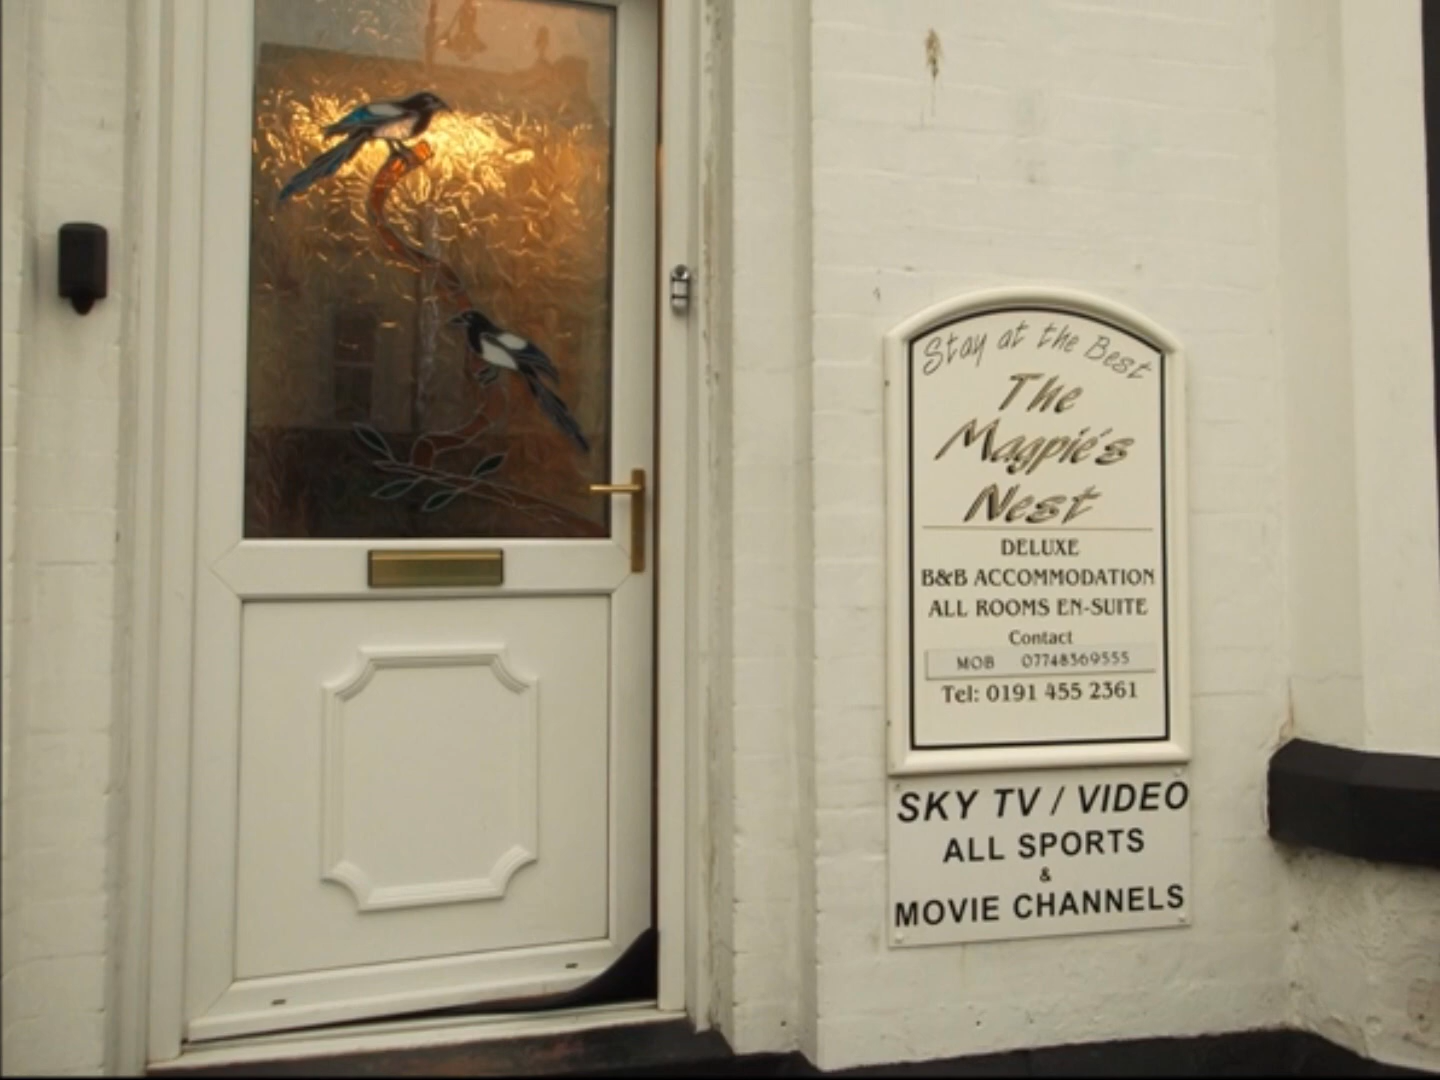 Stay at the Best
The
Magpie's
Nest
DELUXE
B&B ACCOMMODATION
ALL ROOMS EN-SUITE
Contact
MOB 07748369555
Tel: 0191 455 2361
SKY TV / VIDEO
ALL SPORTS
&
MOVIE CHANNELS